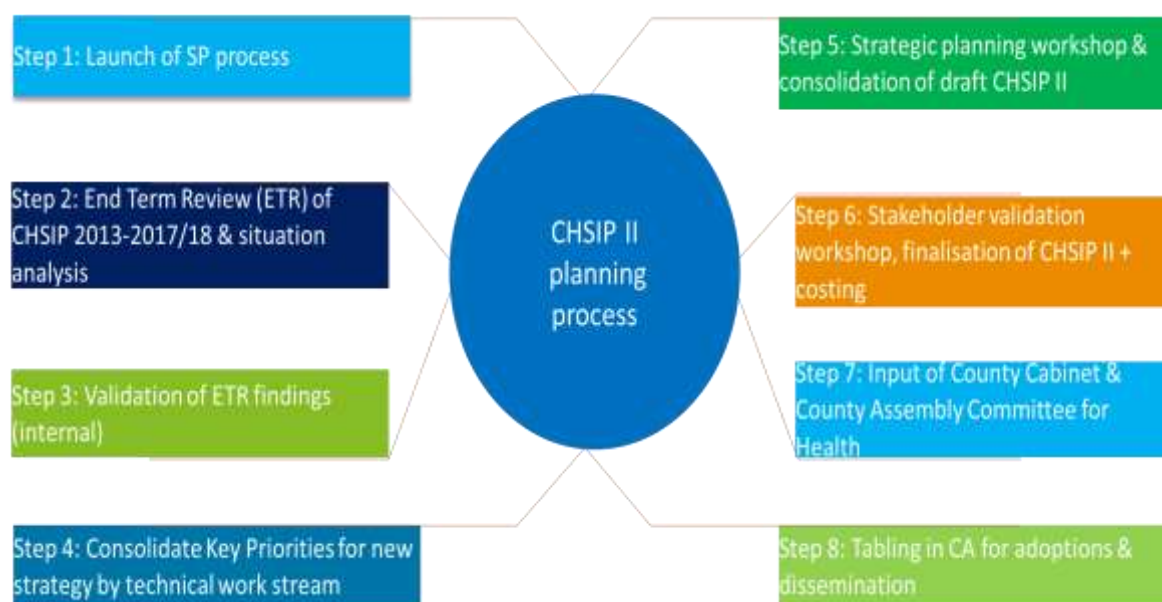 Step 1: Launch of SP process
Step 2: End Term Review (ETR) of
CHSIP 2013-2017/18 & situation
analysis
Step 3: Validation of ETR findings
(internal)
Step 4: Consolidate Key Priorities for new
strategy by technical work stream
CHSIP II
planning
process
Step 5: Strategic planning workshop &
consolidation of draft CHSIP II
Step 6: Stakeholder validation
workshop, finalisation of CHSIP II +
costing
Step 7: Input of County Cabinet &
County Assembly Committee for
Health
Step 8: Tabling in CA for adoptions &
dissemination